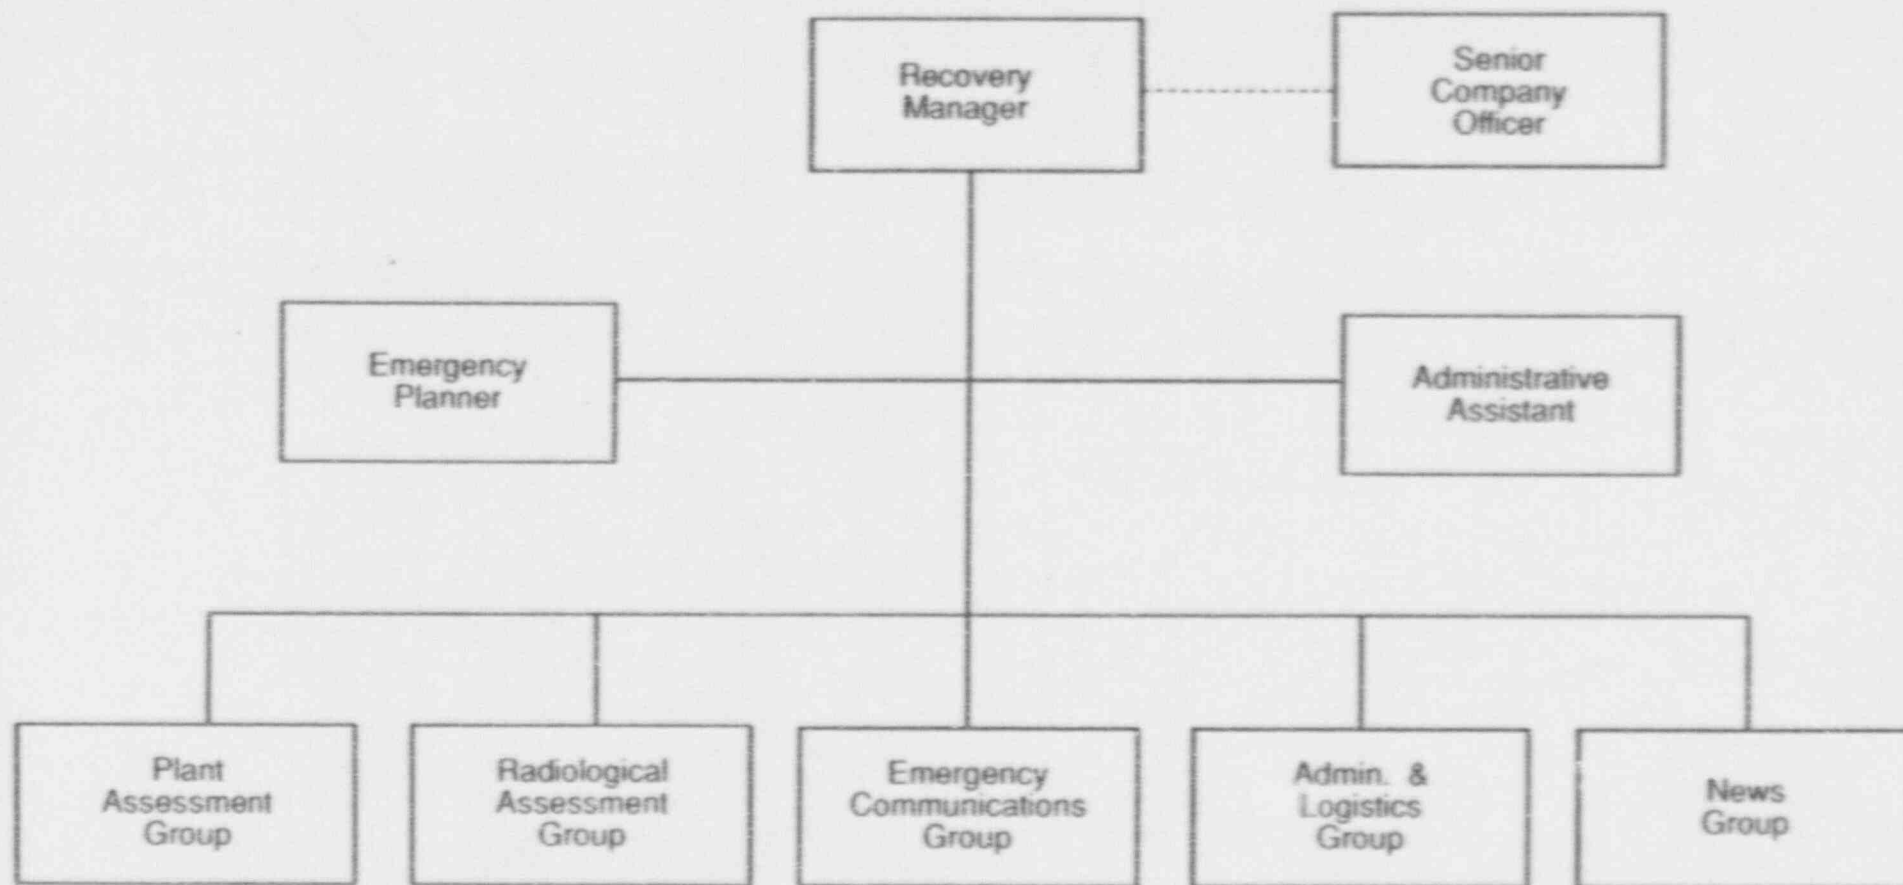 Recovery
Manager
Senior
Company
Officer
Emergency
Planner
Administrative
Assistant
Plant
Assessment
Group
Radiological
Assessment
Group
Emergency
Communications
Group
Admin. &
Logistics
Group
News
Group